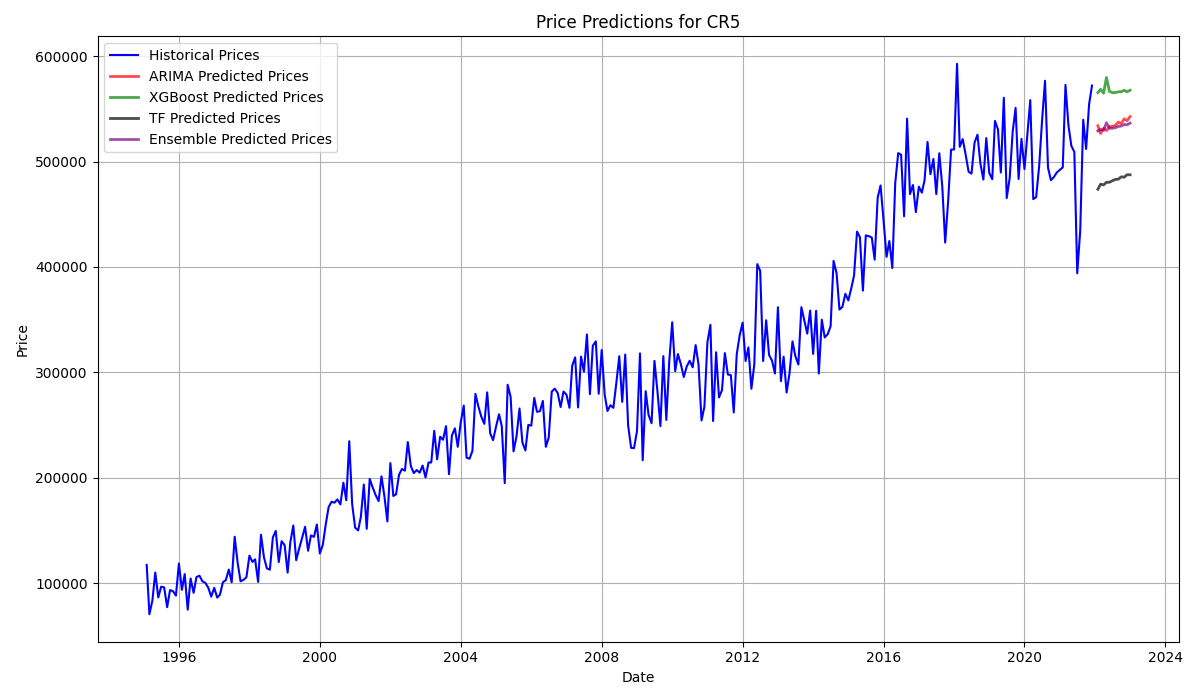 Price Predictions for CR5
Historical Prices
ARIMA Predicted Prices
XGBoost Predicted Prices
TF Predicted Prices
Ensemble Predicted Prices
600000
500000
400000
300000
200000
100000
Price
1996 2000 2004 2008 2012 2016 2020 2024
Date